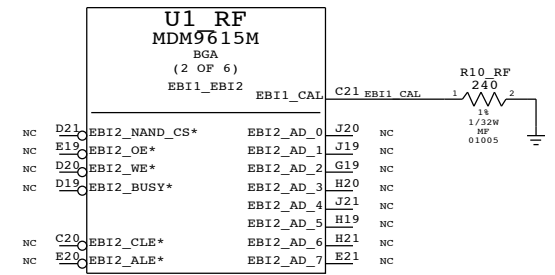 U1_RF
MDM9615M
BGA
(2 OF 6)
EBI1_EBI2
EBI1_CAL C21 EBI1_CAL
R10_RF
240
1 2
1%
1/32W
MF
01005
NC D21 EBI2_NAND_CS* EBI2_AD_0 J20 NC
NC E19 EBI2_OE* EBI2_AD_1 J19 NC
NC D20 EBI2_WE* EBI2_AD_2 G19 NC
NC D19 EBI2_BUSY* EBI2_AD_3 H20 NC
EBI2_AD_4 J21 NC
EBI2_AD_5 H19 NC
NC C20 EBI2_CLE* EBI2_AD_6 H21 NC
NC E20 EBI2_ALE* EBI2_AD_7 E21 NC